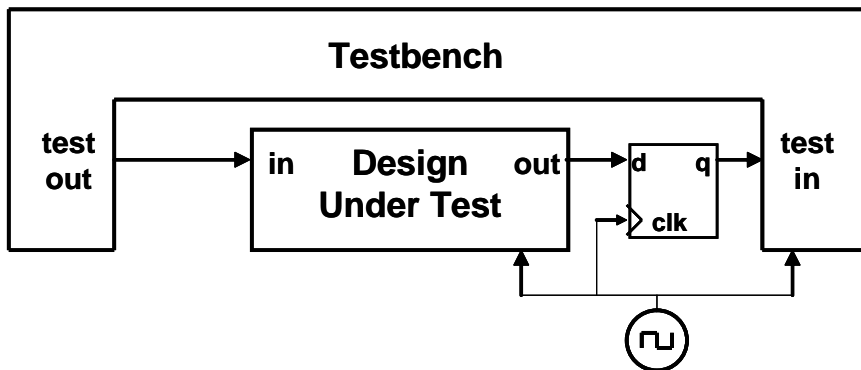 Testbench
test
out
in
Design
Under Test
out
d
q
clk
test
in